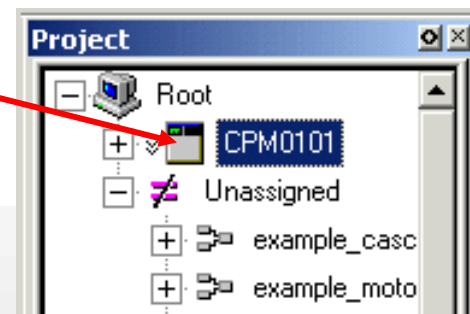 Project
Root
CPM0101
Unassigned
example_casc
example_moto